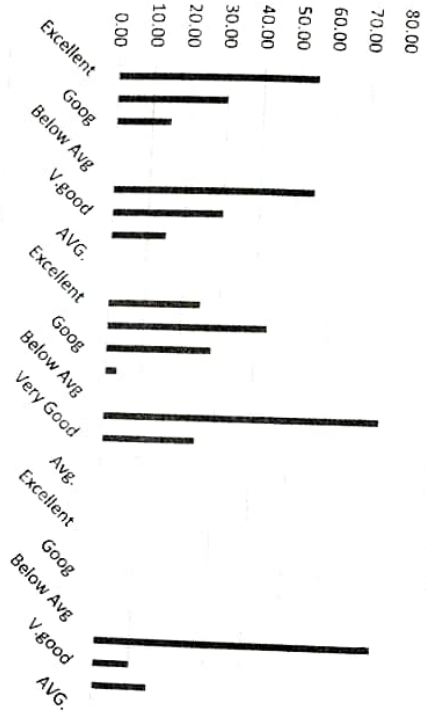 80.00
70.00
60.00
50.00
40.00
30.00
20.00
10.00
0.00
Excellent
Goog
Below Avg
V.good
AVG.
Excellent
Goog
Below Avg
Very Good
Avg.
Excellent
Goog
Below Avg
V.good
AVG.